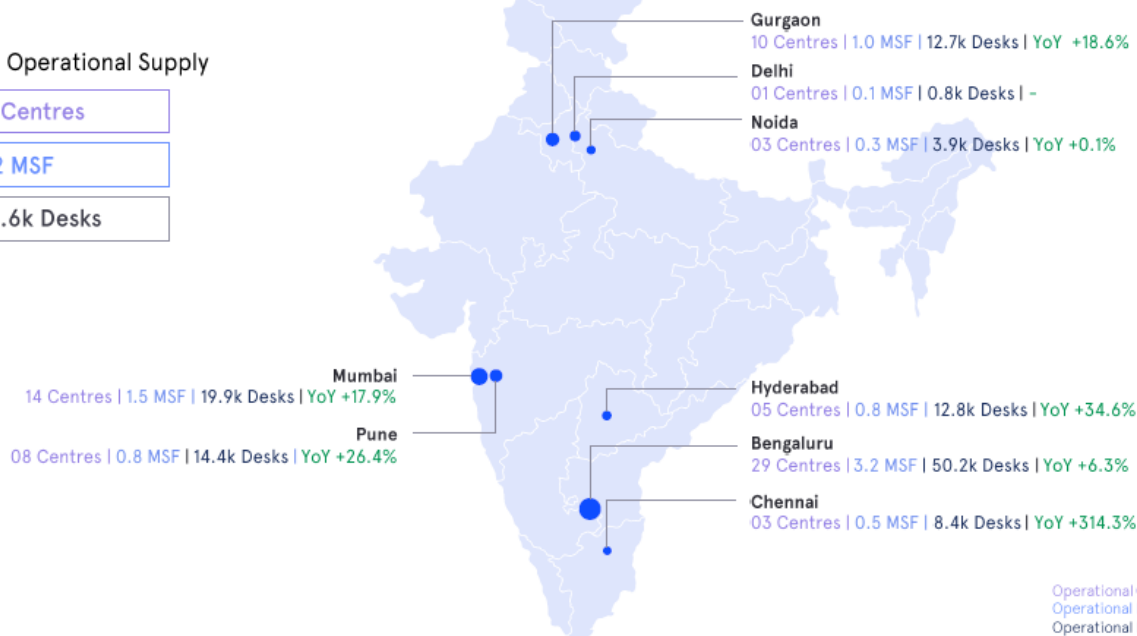 Operational Supply
Centres
2 MSF
.6k Desks
Gurgaon
10 Centres | 1.0 MSF | 12.7k Desks | YoY +18.6%
Delhi
01 Centres | 0.1 MSF | 0.8k Desks | -
Noida
03 Centres | 0.3 MSF | 3.9k Desks | YoY +0.1%
Mumbai
14 Centres | 1.5 MSF | 19.9k Desks | YoY +17.9%
Pune
08 Centres | 0.8 MSF | 14.4k Desks | YoY +26.4%
Hyderabad
05 Centres | 0.8 MSF | 12.8k Desks | YoY +34.6%
Bengaluru
29 Centres | 3.2 MSF | 50.2k Desks | YoY +6.3%
Chennai
03 Centres | 0.5 MSF | 8.4k Desks | YoY +314.3%
Operational
Operational
Operational